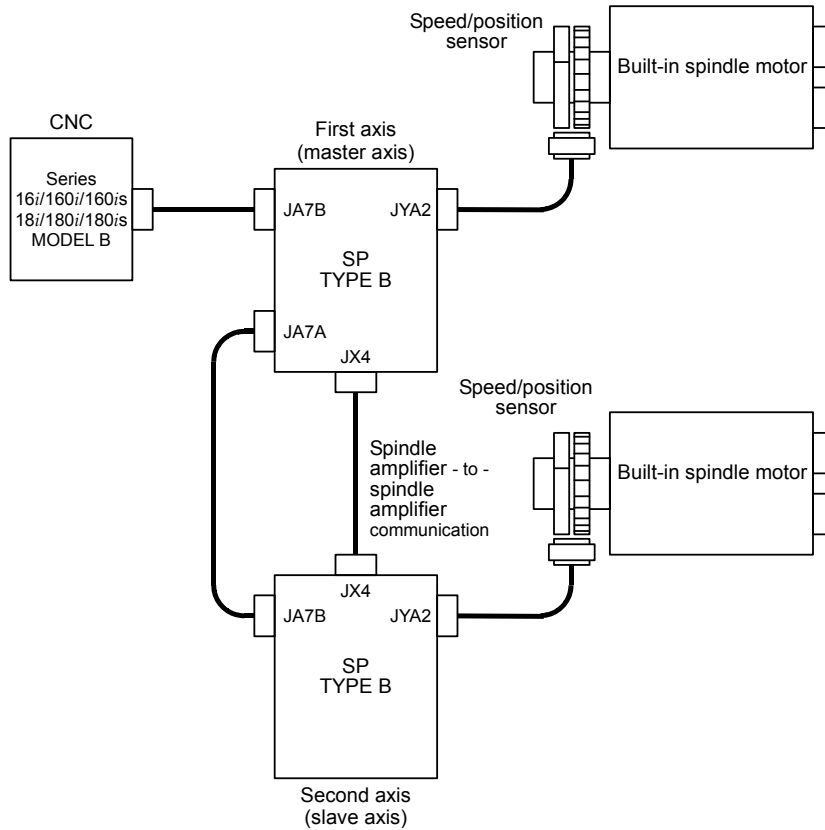 Speed/position
sensor
Built-in spindle motor
CNC
First axis
(master axis)
Series
16i/160i/160is
18i/180i/180is
MODEL B
JA7B
JYA2
SP
TYPE B
JA7A
JX4
Speed/position
sensor
Spindle
amplifier - to -
spindle
amplifier
communication
Built-in spindle motor
JX4
JA7B
JYA2
SP
TYPE B
Second axis
(slave axis)